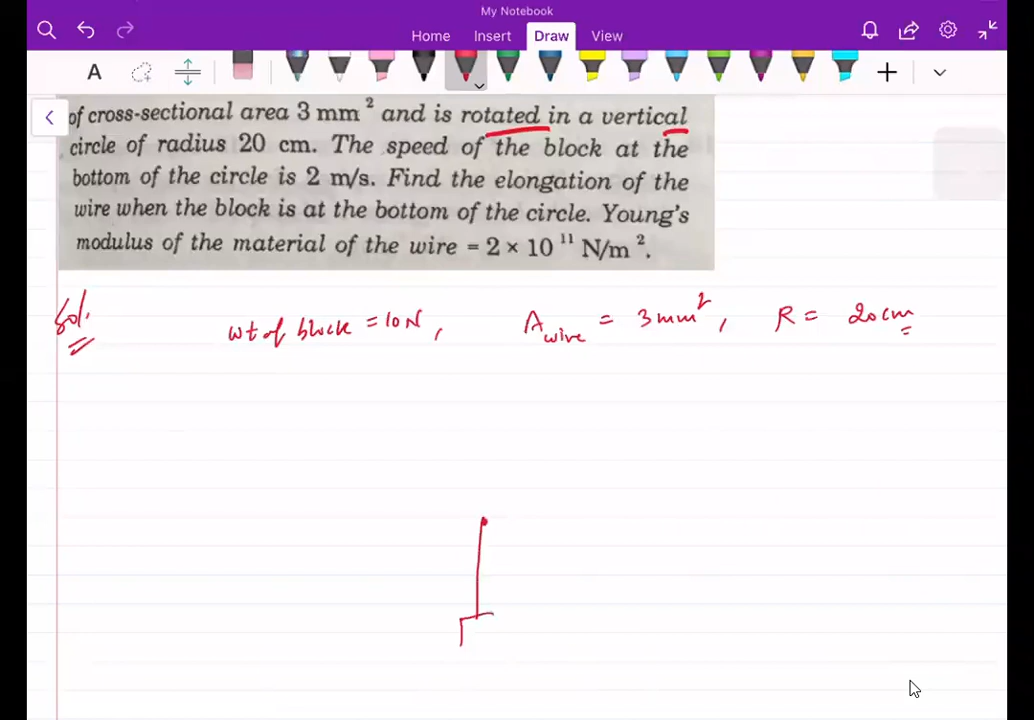 My Notebook
Home Insert Draw View
A
of cross-sectional area 3 mm² and is rotated in a vertical
circle of radius 20 cm. The speed of the block at the
bottom of the circle is 2 m/s. Find the elongation of the
wire when the block is at the bottom of the circle. Young's
modulus of the material of the wire = 2 × 10¹¹ N/m².
Sol.
wt of block = 10 N, A wire = 3 mm², R = 20 cm